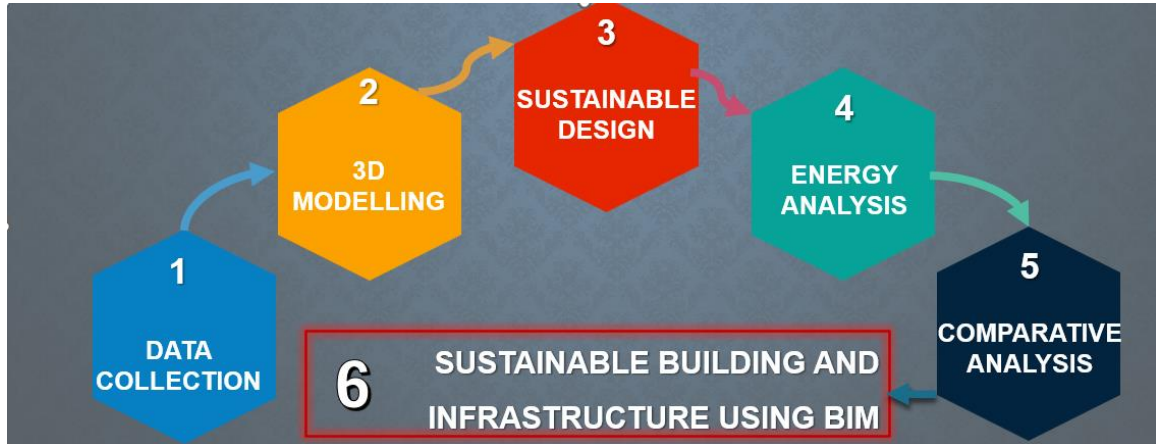 1
DATA
COLLECTION
2
3D
MODELLING
3
SUSTAINABLE
DESIGN
4
ENERGY
ANALYSIS
5
COMPARATIVE
ANALYSIS
6
SUSTAINABLE BUILDING AND
INFRASTRUCTURE USING BIM